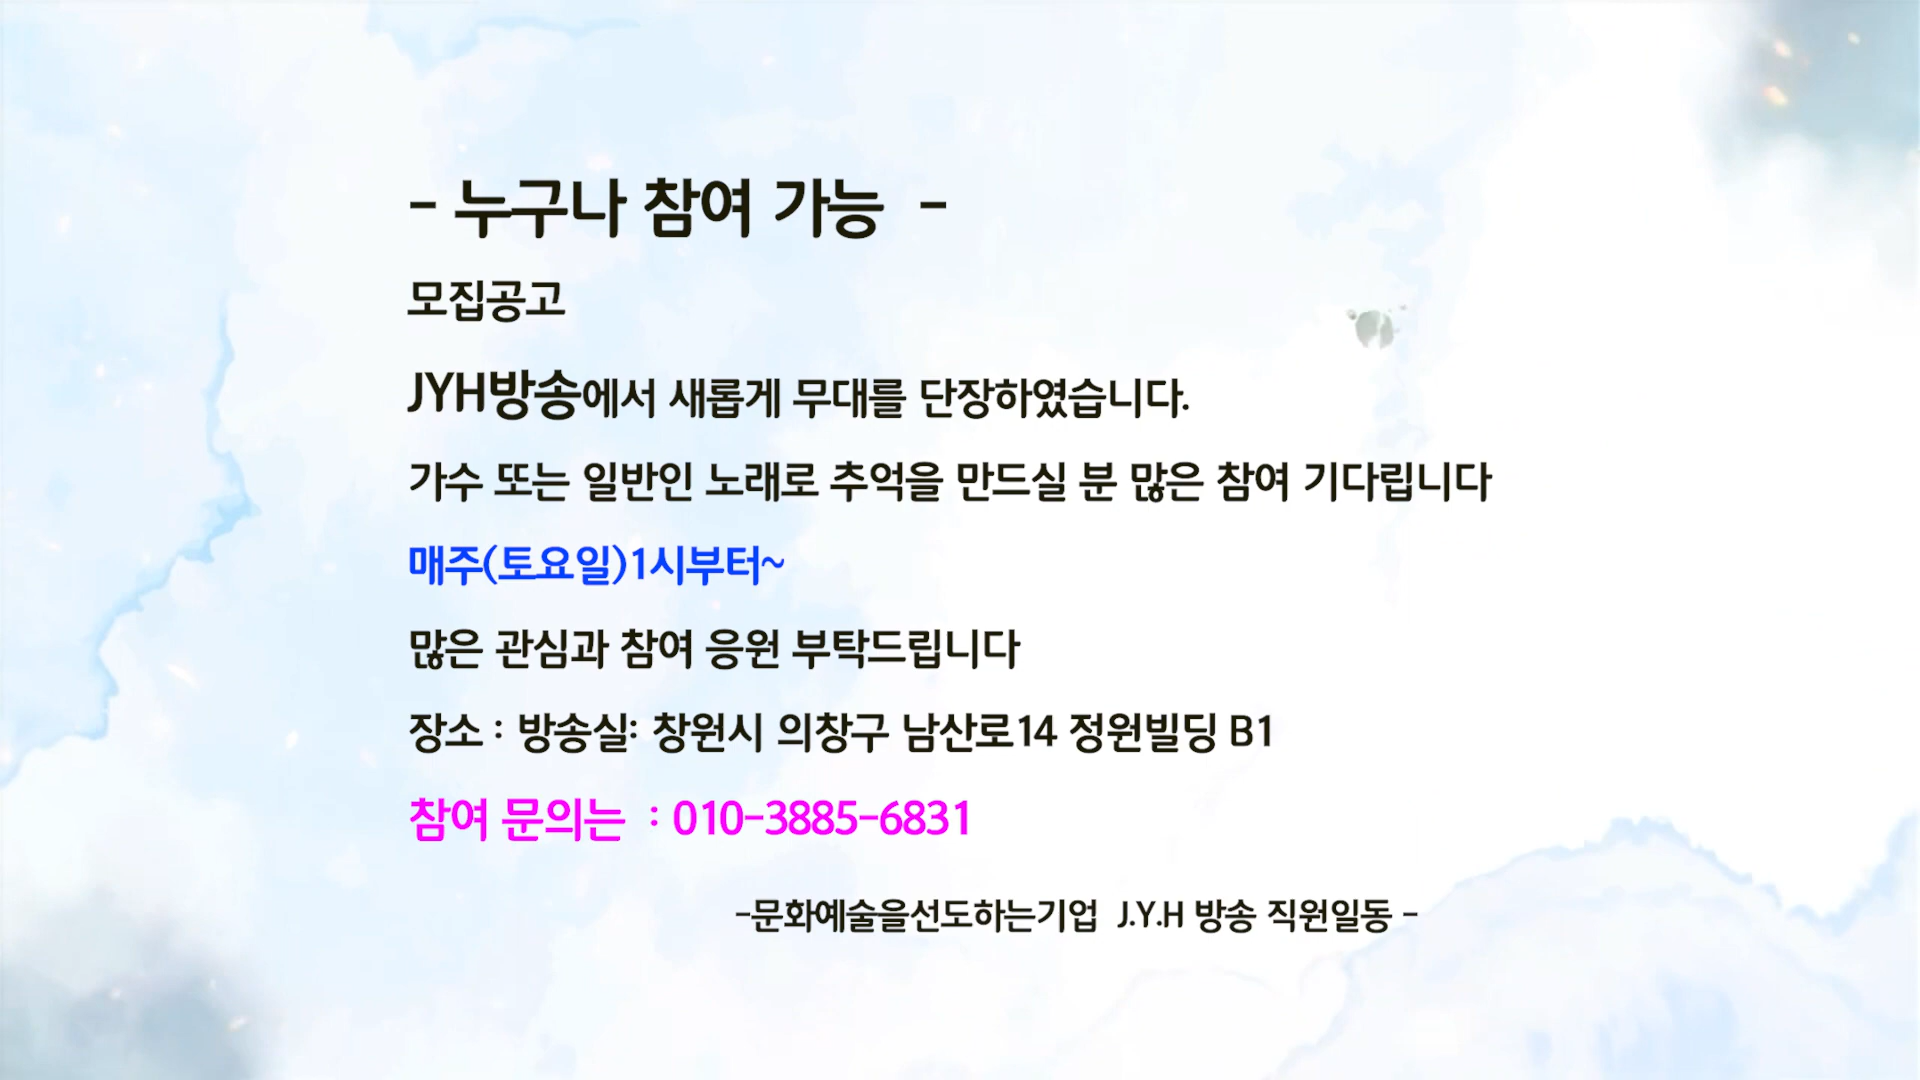 - 누구나 참여 가능 -
모집공고
JYH방송에서 새롭게 무대를 단장하였습니다.
가수 또는 일반인 노래로 추억을 만드실 분 많은 참여 기다립니다
매주(토요일)1시부터~
많은 관심과 참여 응원 부탁드립니다
장소 : 방송실: 창원시 의창구 남산로14 정원빌딩 B1
참여 문의는 : 010-3885-6831
-문화예술을선도하는기업 J.Y.H 방송 직원일동 -